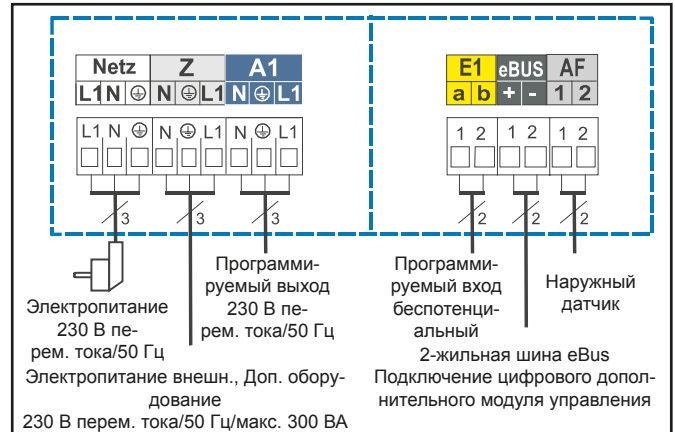 Netz Z A1
L1 N ⏚ N ⏚ L1 N ⏚ L1
L1 N ⏚ N ⏚ L1 N ⏚ L1
3 3 3
E1 eBUS AF
a b + - 1 2
1 2 1 2 1 2
2 2 2
Электропитание
230 В пе-
рем. тока/50 Гц
Программи-
руемый выход
230 В пе-
рем. тока/50 Гц
Электропитание внешн., Доп. обору-
дование
230 В перем. тока/50 Гц/макс. 300 ВА
Программи-
руемый вход
беспотенци-
альный
Наружный
датчик
2-жильная шина eBus
Подключение цифрового допол-
нительного модуля управления